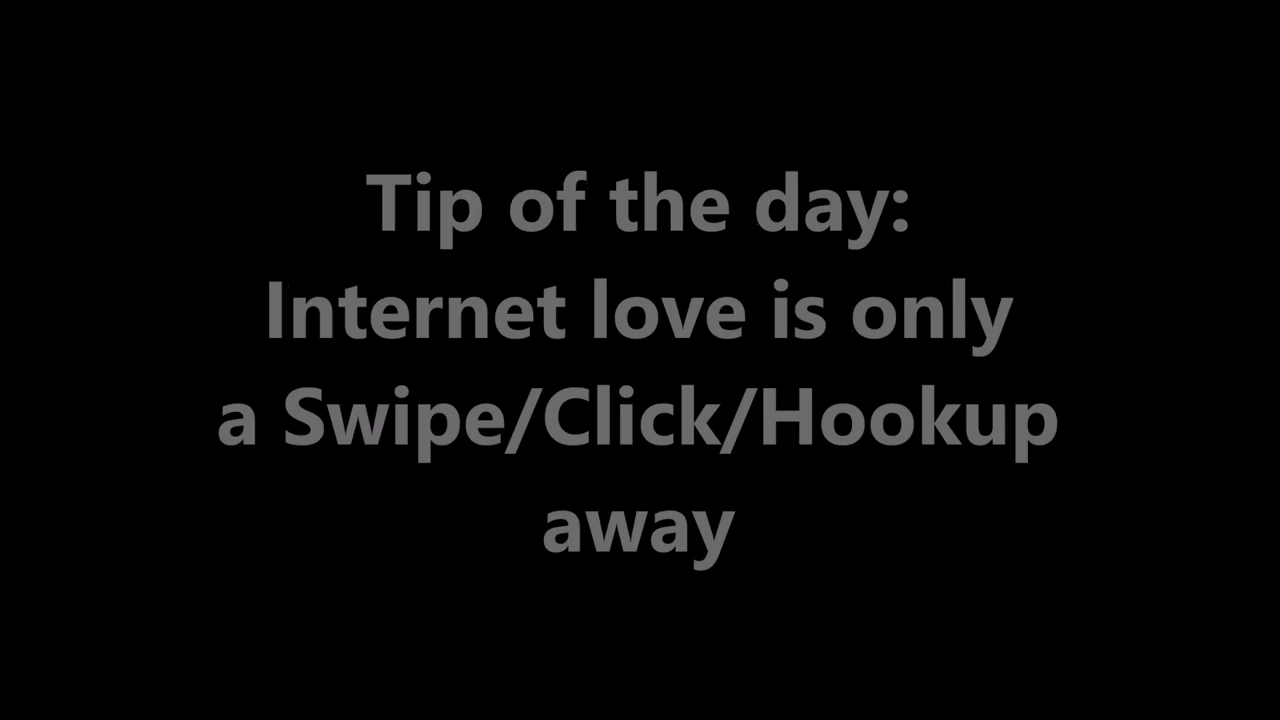 Tip of the day:
Internet love is only
a Swipe/Click/Hookup
away